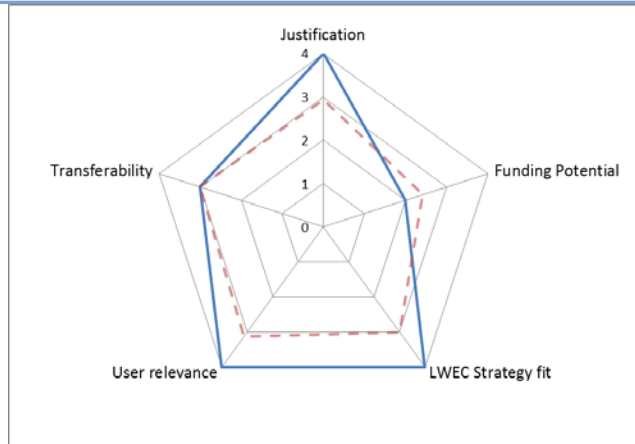 Justification
4
3
2
1
0
Transferability
Funding Potential
User relevance
LWEC Strategy fit